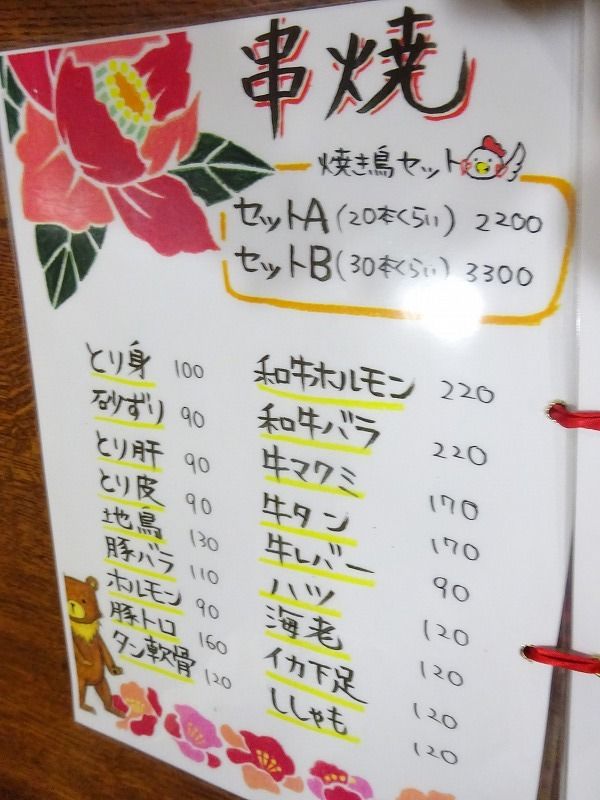 串焼
焼き鳥セット
セットA(20本くらい) 2200
セットB(30本くらい) 3300
とり身 100
砂ずり 90
とり肝 90
とり皮 90
地鳥 130
豚バラ 110
ホルモン 90
豚トロ 160
タン軟骨 120
和牛ホルモン 220
和牛バラ 220
牛マクミ 170
牛タン 170
牛レバー 90
ハツ 120
海老 120
イカ下足 120
ししゃも 120